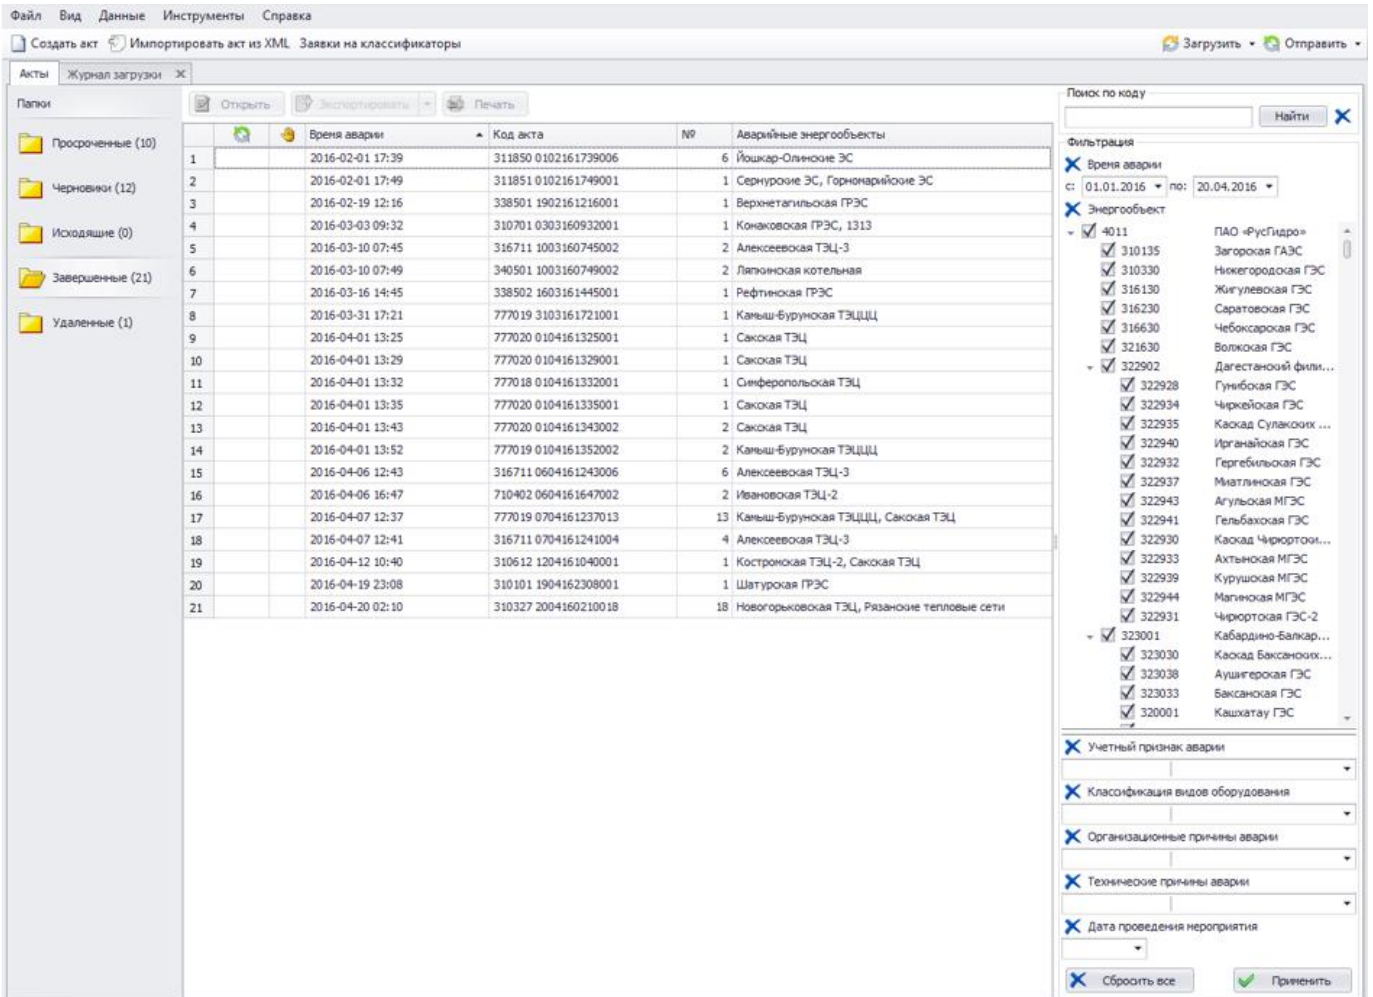 Файл Вид Данные Инструменты Справка
Создать акт Импортировать акт из XML Заявки на классификаторы Загрузить Отправить
Акты Журнал загрузки
Папки
Просроченные (10)
Черновики (12)
Исходящие (0)
Завершенные (21)
Удаленные (1)
Открыть Экспортировать Печать
Время аварии Код акта № Аварийные энергообъекты
1 2016-02-01 17:39 311850 0102161739006 6 Йошкар-Олинские ЭС
2 2016-02-01 17:49 311851 0102161749001 1 Сернурские ЭС, Горномарийские ЭС
3 2016-02-19 12:16 338501 1902161216001 1 Верхнетагильская ГРЭС
4 2016-03-03 09:32 310701 0303160932001 1 Конаковская ГРЭС, 1313
5 2016-03-10 07:45 316711 1003160745002 2 Алексеевская ТЭЦ-3
6 2016-03-10 07:49 340501 1003160749002 2 Ляпкинская котельная
7 2016-03-16 14:45 338502 1603161445001 1 Рефтинская ГРЭС
8 2016-03-31 17:21 777019 3103161721001 1 Камыш-Бурунская ТЭЦЦЦ
9 2016-04-01 13:25 777020 0104161325001 1 Сакская ТЭЦ
10 2016-04-01 13:29 777020 0104161329001 1 Сакская ТЭЦ
11 2016-04-01 13:32 777018 0104161332001 1 Синферопольская ТЭЦ
12 2016-04-01 13:35 777020 0104161335001 1 Сакская ТЭЦ
13 2016-04-01 13:43 777020 0104161343002 2 Сакская ТЭЦ
14 2016-04-01 13:52 777019 0104161352002 2 Камыш-Бурунская ТЭЦЦЦ
15 2016-04-06 12:43 316711 0604161243006 6 Алексеевская ТЭЦ-3
16 2016-04-06 16:47 710402 0604161647002 2 Ивановская ТЭЦ-2
17 2016-04-07 12:37 777019 0704161237013 13 Камыш-Бурунская ТЭЦЦЦ, Сакская ТЭЦ
18 2016-04-07 12:41 316711 0704161241004 4 Алексеевская ТЭЦ-3
19 2016-04-12 10:40 310612 1204161040001 1 Костромская ТЭЦ-2, Сакская ТЭЦ
20 2016-04-19 23:08 310101 1904162308001 1 Шатурская ГРЭС
21 2016-04-20 02:10 310327 2004160210018 18 Новогорьковская ТЭЦ, Рязанские тепловые сети
Поиск по коду
Найти
Фильтрация
Время аварии
с: 01.01.2016 по: 20.04.2016
Энергообъект
4011 ПАО «РусГидро»
310135 Загорская ГАЭС
310330 Нижегородская ГЭС
316130 Жигулевская ГЭС
316230 Саратовская ГЭС
316630 Чебоксарская ГЭС
321630 Волжская ГЭС
322902 Дагестанский фили...
322928 Гунибская ГЭС
322934 Чиркейская ГЭС
322935 Каскад Сулакских ...
322940 Ирганайская ГЭС
322932 Гергебильская ГЭС
322937 Миатлинская ГЭС
322943 Агульская МГЭС
322941 Гельбахская ГЭС
322930 Каскад Чирюртски...
322933 Ахтынская МГЭС
322939 Курушская МГЭС
322944 Магинская МГЭС
322931 Чирюртская ГЭС-2
323001 Кабардино-Балкар...
323030 Каскад Баксанских...
323038 Аушигерская ГЭС
323033 Баксанская ГЭС
320001 Кашхатау ГЭС
Учетный признак аварии
Классификация видов оборудования
Организационные причины аварии
Технические причины аварии
Дата проведения мероприятия
Сбросить все Применить